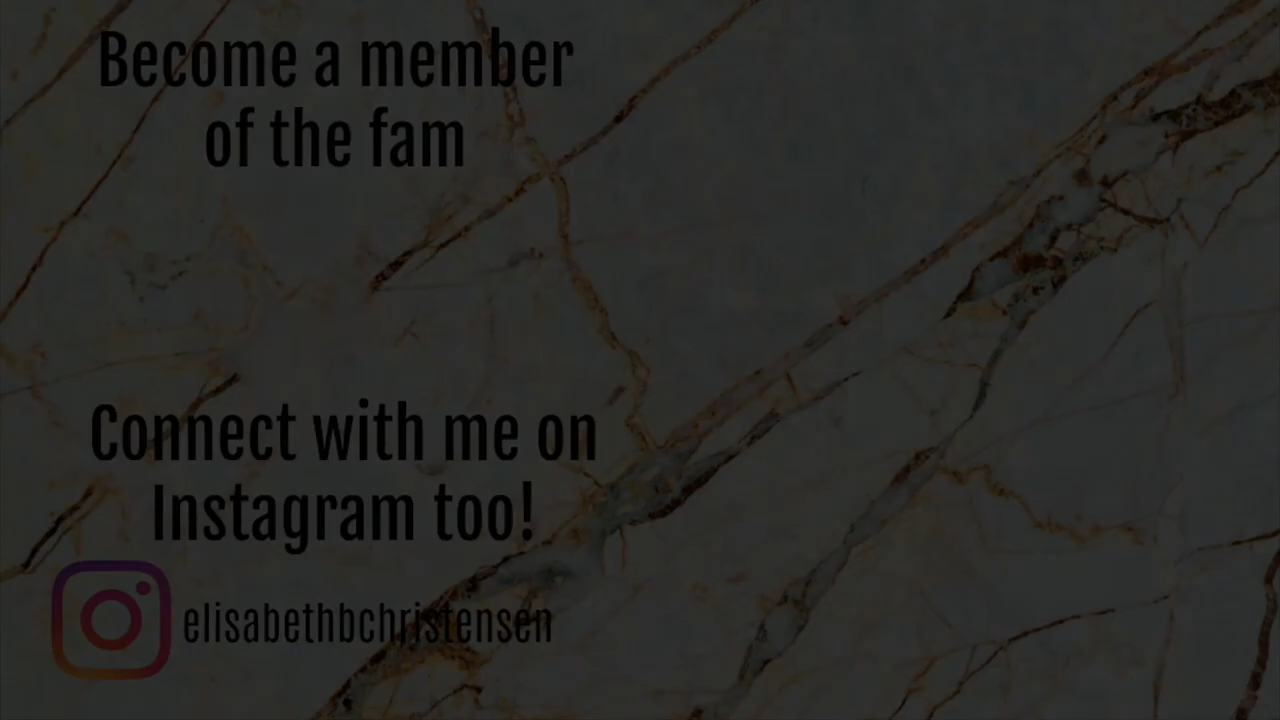 Become a member
of the fam
Connect with me on
Instagram too!
elisabethbchristensen